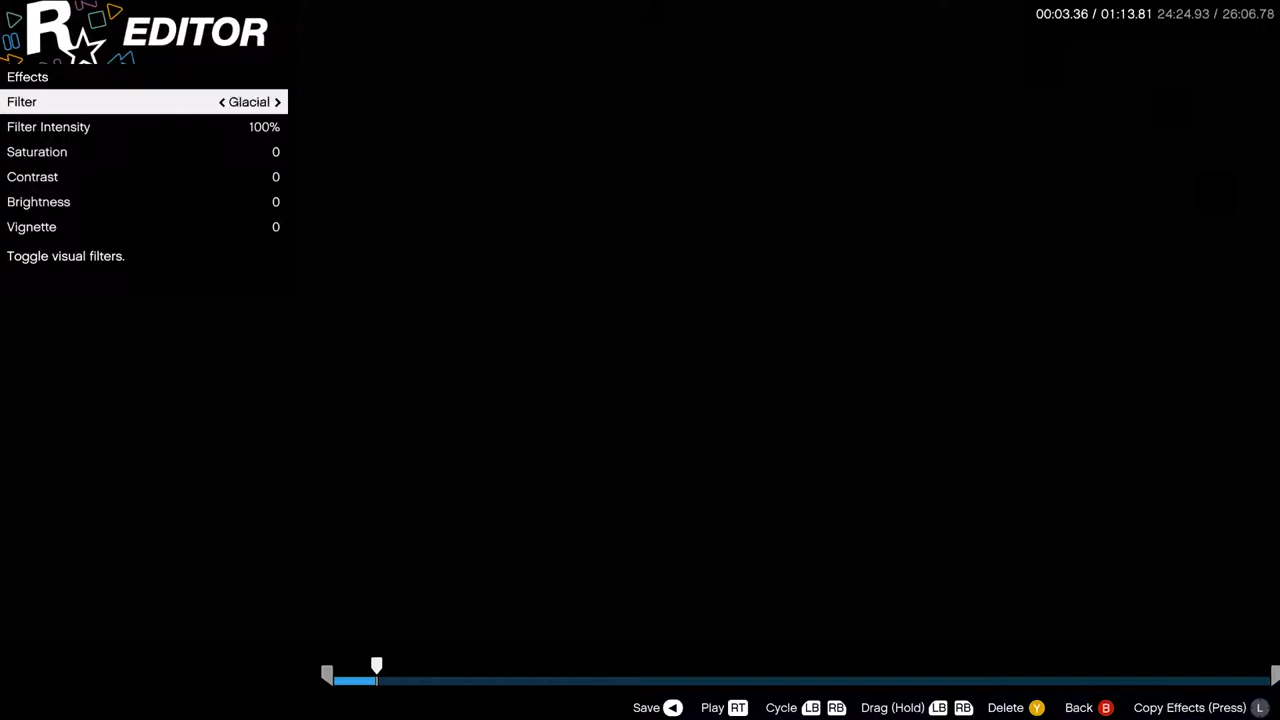 R EDITOR
00:03.36 / 01:13.81 24:24.93 / 26:06.78
Effects
Filter Glacial
Filter Intensity 100%
Saturation 0
Contrast 0
Brightness 0
Vignette 0
Toggle visual filters.
Save Play RT Cycle LB RB Drag (Hold) LB RB Delete Y Back B Copy Effects (Press) L